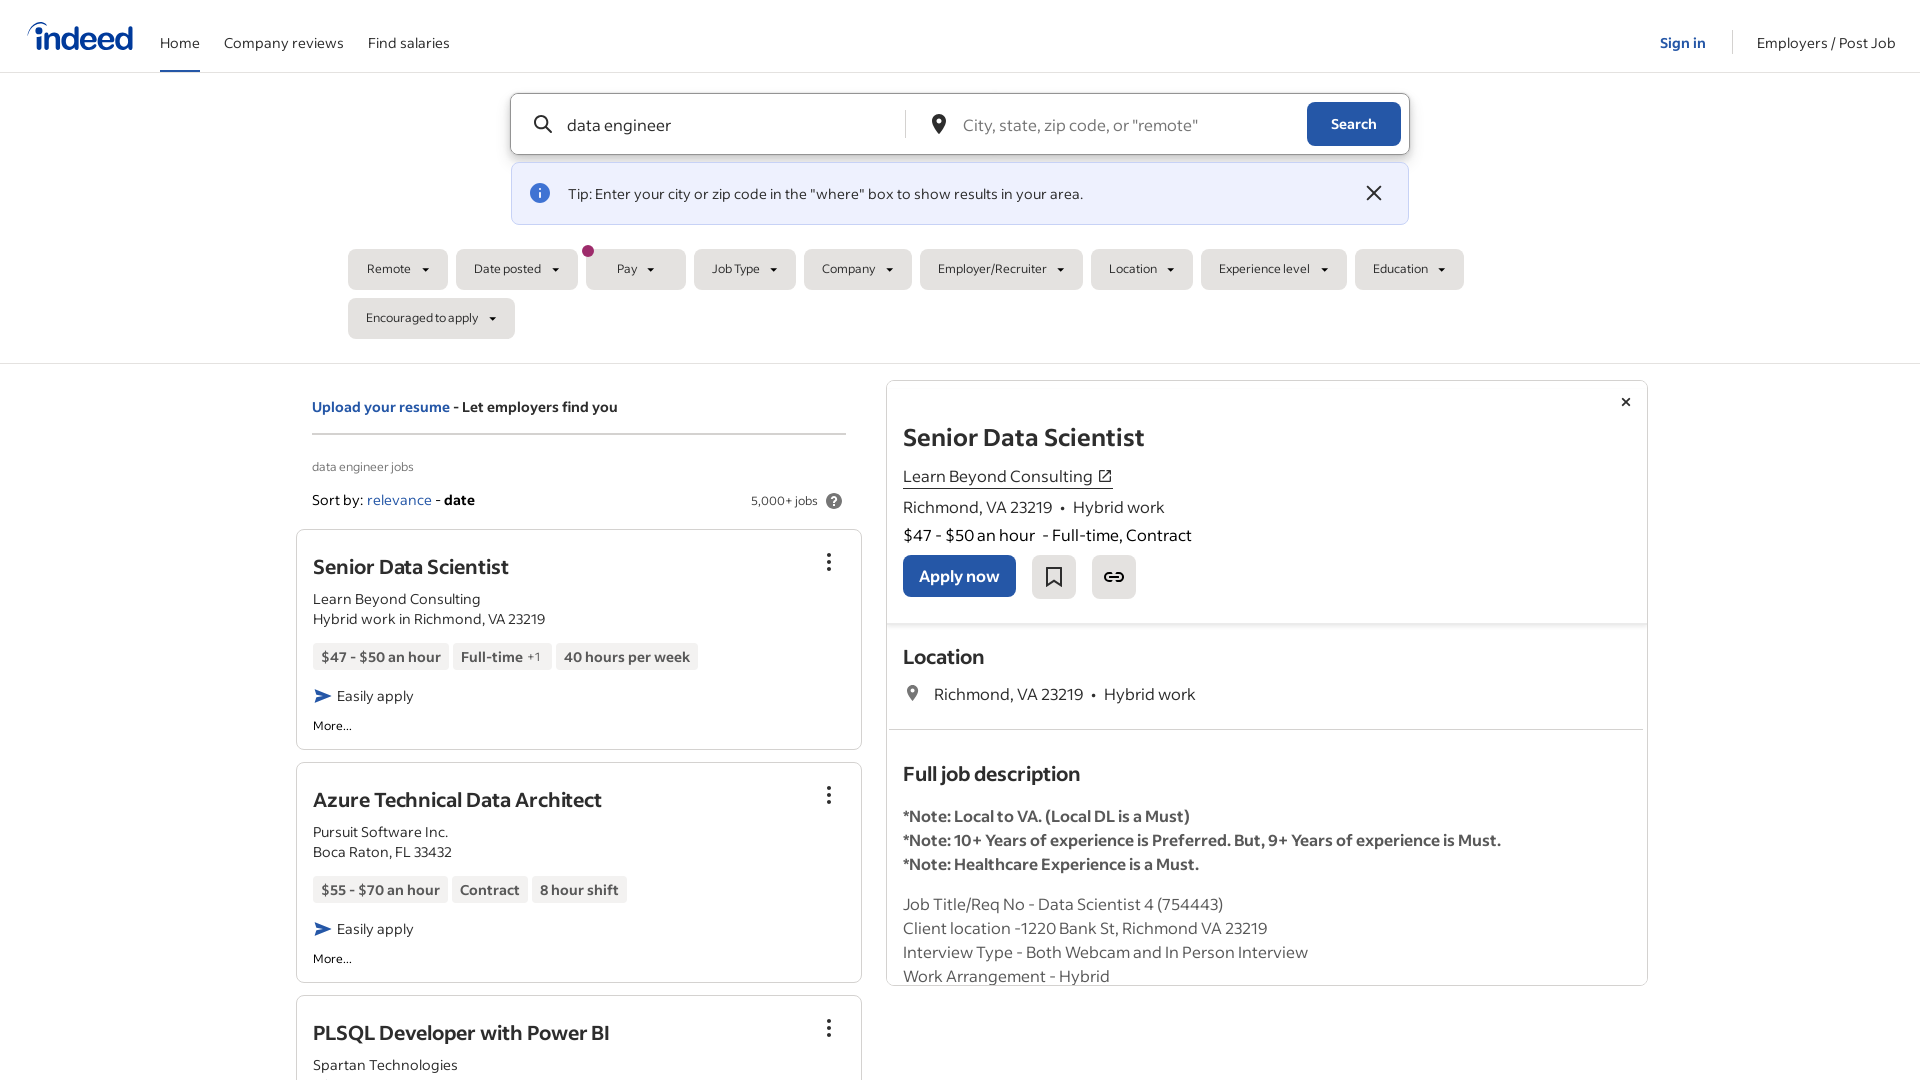 indeed
Home
Company reviews
Find salaries
Sign in
Employers / Post Job
data engineer
City, state, zip code, or "remote"
Search
Tip: Enter your city or zip code in the "where" box to show results in your area.
Remote
Date posted
Pay
Job Type
Company
Employer/Recruiter
Location
Experience level
Education
Encouraged to apply
Upload your resume - Let employers find you
data engineer jobs
Sort by: relevance - date
5,000+ jobs
Senior Data Scientist
Learn Beyond Consulting
Hybrid work in Richmond, VA 23219
$47 - $50 an hour
Full-time +1
40 hours per week
Easily apply
More...
Azure Technical Data Architect
Pursuit Software Inc.
Boca Raton, FL 33432
$55 - $70 an hour
Contract
8 hour shift
Easily apply
More...
PLSQL Developer with Power BI
Spartan Technologies
Senior Data Scientist
Learn Beyond Consulting
Richmond, VA 23219 • Hybrid work
$47 - $50 an hour - Full-time, Contract
Apply now
Location
Richmond, VA 23219 • Hybrid work
Full job description
*Note: Local to VA. (Local DL is a Must)
*Note: 10+ Years of experience is Preferred. But, 9+ Years of experience is Must.
*Note: Healthcare Experience is a Must.
Job Title/Req No - Data Scientist 4 (754443)
Client location -1220 Bank St, Richmond VA 23219
Interview Type - Both Webcam and In Person Interview
Work Arrangement - Hybrid